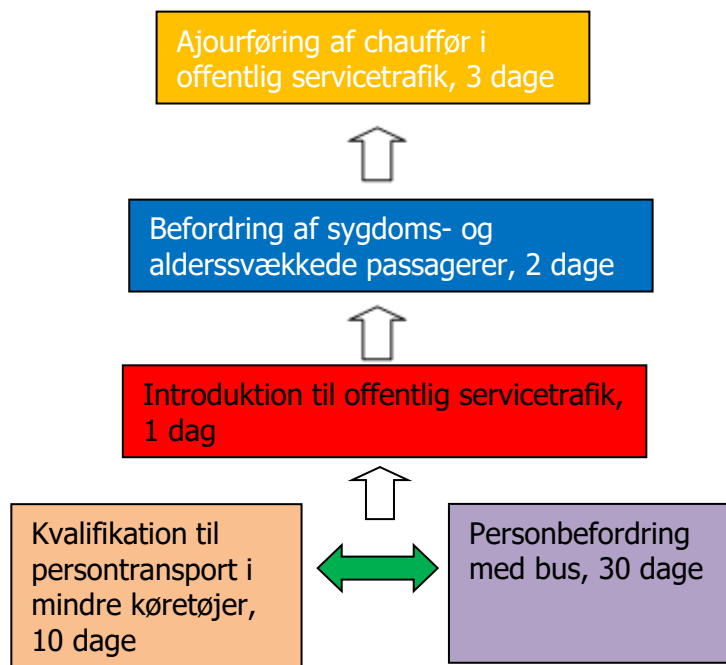 Ajourføring af chauffør i
offentlig servicetrafik, 3 dage
Befordring af sygdoms- og
alderssvækkede passagerer, 2 dage
Introduktion til offentlig servicetrafik,
1 dag
Kvalifikation til
persontransport i
mindre køretøjer,
10 dage
Personbefordring
med bus, 30 dage